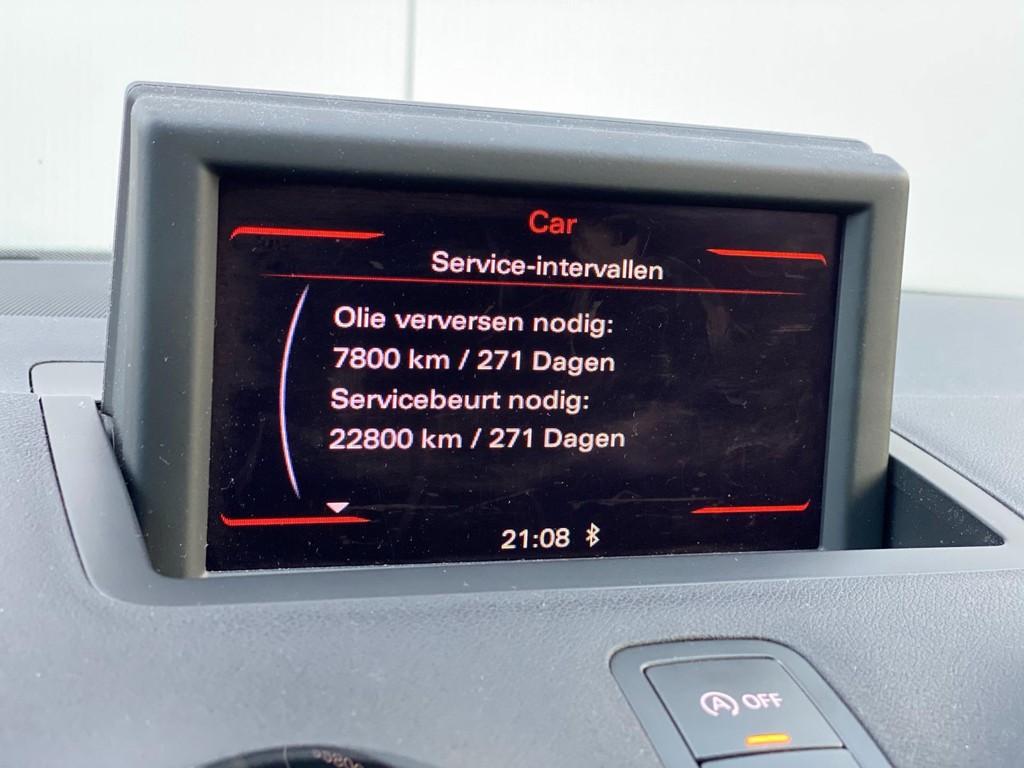 Car
Service-intervallen
Olie verversen nodig:
7800 km / 271 Dagen
Servicebeurt nodig:
22800 km / 271 Dagen
21:08
A OFF